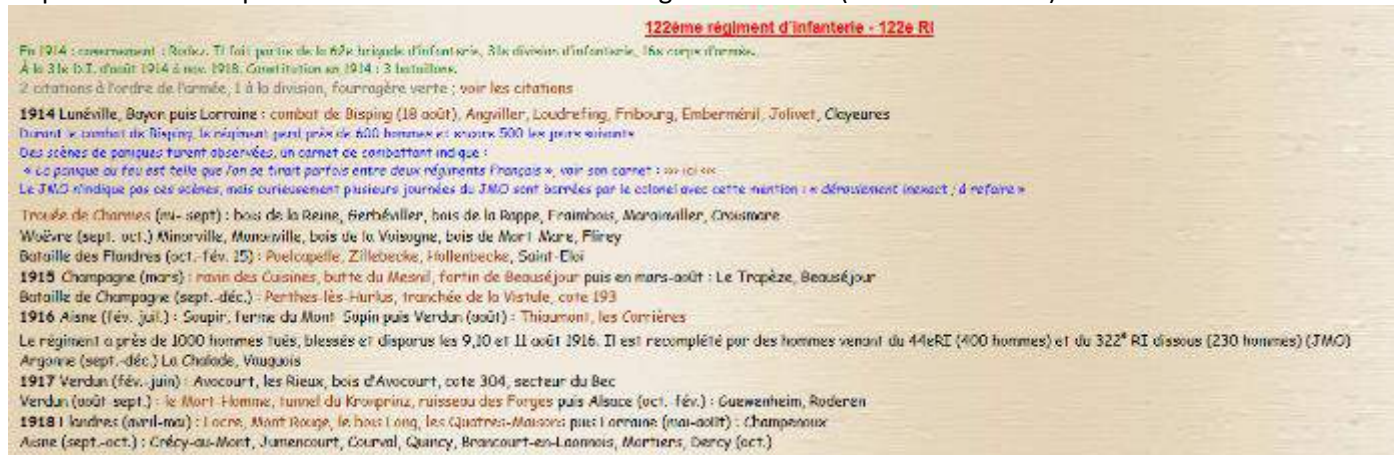 122ème régiment d'infanterie - 122e RI
En 1914 : casernement : Rodez. Il fait partie de la 62e brigade d'infanterie, 31e division d'infanterie, 16e corps d'armée.
À la 31e D.I. d'août 1914 à nov. 1918. Constitution en 1914 : 3 bataillons.
2 citations à l'ordre de l'armée, 1 à la division, fourragère verte ; voir les citations
1914 Lunéville, Bayon puis Lorraine : combat de Bisping (18 août), Angviller, Loudrefing, Fribourg, Emberménil, Jolivet, Clayeures
Durant le combat de Bisping, le régiment perd près de 600 hommes et encore 500 les jours suivants
Des scènes de paniques furent observées, un carnet de combattant indique :
« La panique au feu est telle que l'on se tirait parfois entre deux régiments Français », voir son carnet : »» ici ««
Le JMO n'indique pas ces scènes, mais curieusement plusieurs journées du JMO sont barrées par le colonel avec cette mention : « déroulement inexact ; à refaire »
Trouée de Charmes (sept) : bois de la Reine, Gerbéviller, bois de la Rappe, Fraimbois, Marainviller, Croismare
Woëvre (sept. oct.) Minorville, Manonville, bois de la Voisogne, bois de Mort Mare, Flirey
Bataille des Flandres (oct.-fév. 15) : Poelcapelle, Zillebecke, Hollenbecke, Saint-Eloi
1915 Champagne (mars) : ravin des Cuisines, butte du Mesnil, fortin de Beauséjour puis en mars-août : Le Trapèze, Beauséjour
Bataille de Champagne (sept.-déc.) : Perthes-lès-Hurlus, tranchée de la Vistule, cote 193
1916 Aisne (fév. juil.) : Soupir, ferme du Mont Sapin puis Verdun (août) : Thiaumont, les Carrières
Le régiment a près de 1000 hommes tués, blessés et disparus les 9,10 et 11 août 1916. Il est recomplété par des hommes venant du 44eRI (400 hommes) et du 322e RI dissous (230 hommes) (JMO)
Argonne (sept.-déc.) La Chalade, Vauquois
1917 Verdun (fév.-juin) : Avocourt, les Rieux, bois d'Avocourt, cote 304, secteur du Bec
Verdun (août-sept.) : le Mort-Homme, tunnel du Kronprinz, ruisseau des Forges puis Alsace (oct. fév.) : Guewenheim, Roderen
1918 Flandres (avril-mai) : Locre, Mont Rouge, le bois Long, les Quatres-Maisons puis Lorraine (mai-août) : Champenoux
Aisne (sept.-oct.) : Crécy-au-Mont, Jumencourt, Courval, Quincy, Brancourt-en-Laonnois, Mortiers, Dercy (oct.)